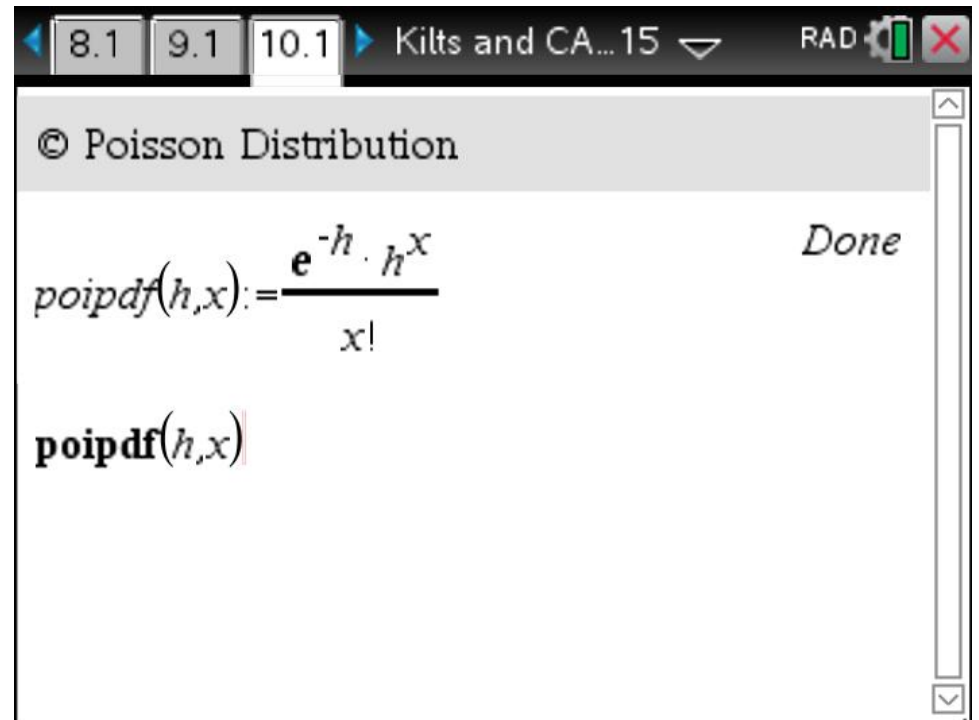 8.1 9.1 10.1 Kilts and CA…15 RAD
© Poisson Distribution
poipdf(h,x):=e^-h · h^x / x! Done
poipdf(h,x)